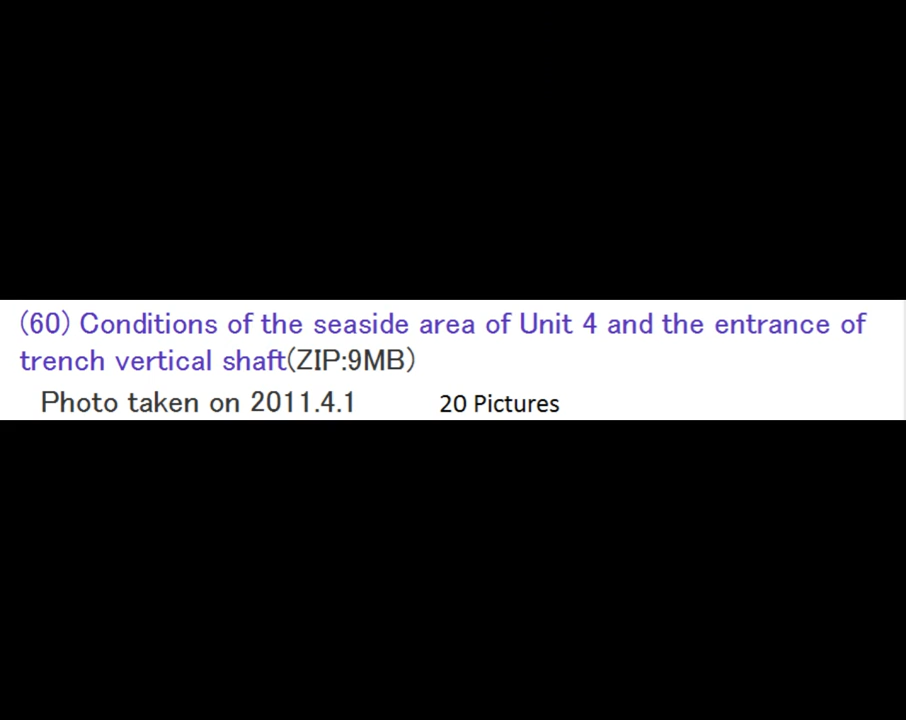 (60) Conditions of the seaside area of Unit 4 and the entrance of
trench vertical shaft(ZIP:9MB)
Photo taken on 2011.4.1 20 Pictures